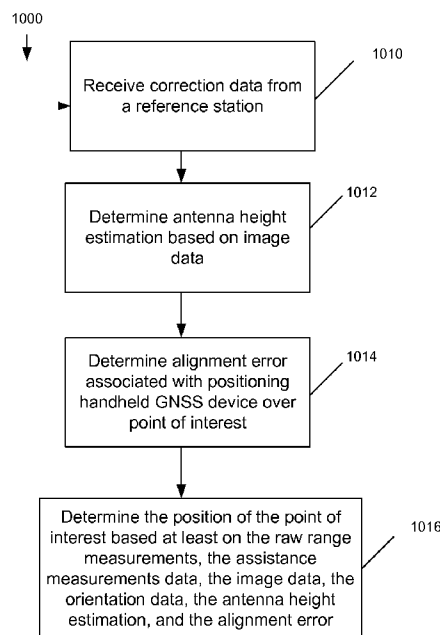 1000
Receive correction data from
a reference station
1010
Determine antenna height
estimation based on image
data
1012
Determine alignment error
associated with positioning
handheld GNSS device over
point of interest
1014
Determine the position of the point of
interest based at least on the raw range
measurements, the assistance
measurements data, the image data, the
orientation data, the antenna height
estimation, and the alignment error
1016